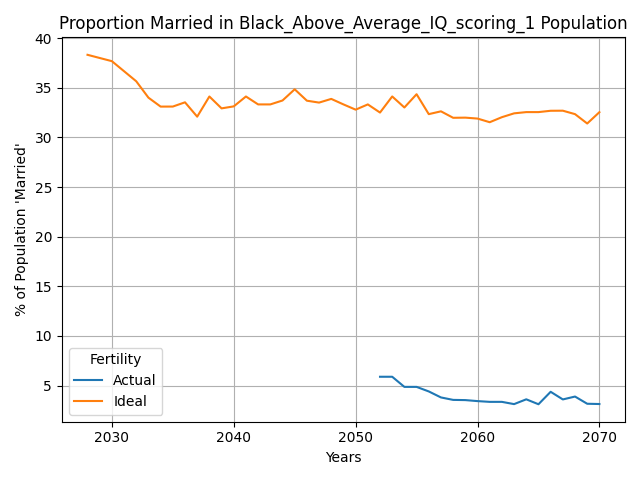 Proportion Married in Black_Above_Average_IQ_scoring_1 Population
% of Population 'Married'
40
35
30
25
20
15
10
5
Fertility
Actual
Ideal
2030 2040 2050 2060 2070
Years